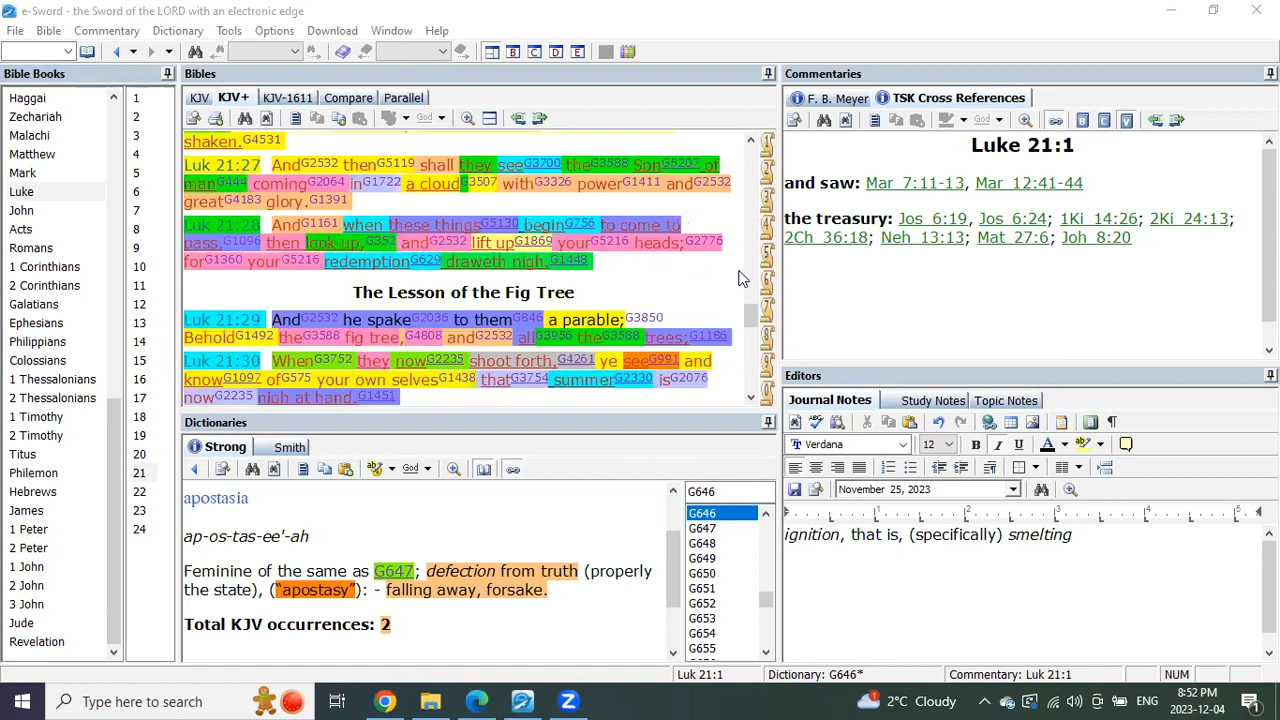 e-Sword - the Sword of the LORD with an electronic edge
File Bible Commentary Dictionary Tools Options Download Window Help
B C D E
Bible Books
Haggai
Zechariah
Malachi
Matthew
Mark
Luke
John
Acts
Romans
1 Corinthians
2 Corinthians
Galatians
Ephesians
Philippians
Colossians
1 Thessalonians
2 Thessalonians
1 Timothy
2 Timothy
Titus
Philemon
Hebrews
James
1 Peter
2 Peter
1 John
2 John
3 John
Jude
Revelation
1
2
3
4
5
6
7
8
9
10
11
12
13
14
15
16
17
18
19
20
21
22
23
24
Bibles
KJV KJV+ KJV-1611 Compare Parallel
God
shaken.G4531
Luk 21:27 AndG2532 thenG5119 shall they seeG3700 theG3588 SonG5207 of
manG444 comingG2064 inG1722 a cloudG3507 withG3326 powerG1411 andG2532
greatG4183 glory.G1391
Luk 21:28 AndG1161 when these thingsG5130 beginG756 to come to
pass,G1096 then look up,G352 andG2532 lift upG1869 yourG5216 heads;G2776
forG1360 yourG5216 redemptionG629 draweth nigh.G1448
The Lesson of the Fig Tree
Luk 21:29 AndG2532 he spakeG2036 to themG846 a parable;G3850
BeholdG1492 theG3588 fig tree,G4808 andG2532 allG3956 theG3588 trees;G1186
Luk 21:30 WhenG3752 they nowG2235 shoot forth,G4261 ye seeG991 and
knowG1097 ofG575 your own selvesG1438 thatG3754 summerG2330 isG2076
nowG2235 nigh at hand.G1451
Dictionaries
Strong Smith
God
apostasia
ap-os-tas-ee'-ah
Feminine of the same as G647; defection from truth (properly
the state), (“apostasy”): - falling away, forsake.
Total KJV occurrences: 2
G646
G646
G647
G648
G649
G650
G651
G652
G653
G654
G655
Commentaries
F. B. Meyer TSK Cross References
God B C V
Luke 21:1
and saw: Mar 7:11-13, Mar 12:41-44
the treasury: Jos 6:19, Jos 6:24; 1Ki 14:26; 2Ki 24:13;
2Ch 36:18; Neh 13:13; Mat 27:6; Joh 8:20
Editors
Journal Notes Study Notes Topic Notes
ABC
Verdana 12 B I U A
November 25, 2023
1 2 3 4 5
ignition, that is, (specifically) smelting
Luk 21:1 Dictionary: G646* Commentary: Luk 21:1 NUM
Type here to search
2°C Cloudy
ENG
8:52 PM
2023-12-04
1